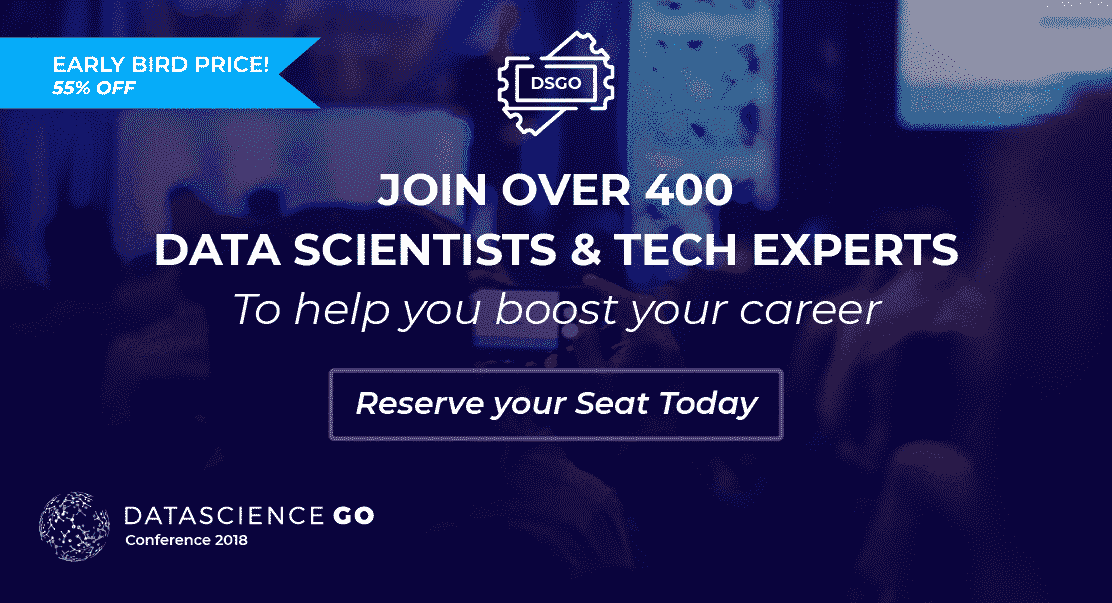 EARLY BIRD PRICE!
55% OFF
DSGO
JOIN OVER 400
DATA SCIENTISTS & TECH EXPERTS
To help you boost your career
Reserve your Seat Today
DATASCIENCE GO
Conference 2018